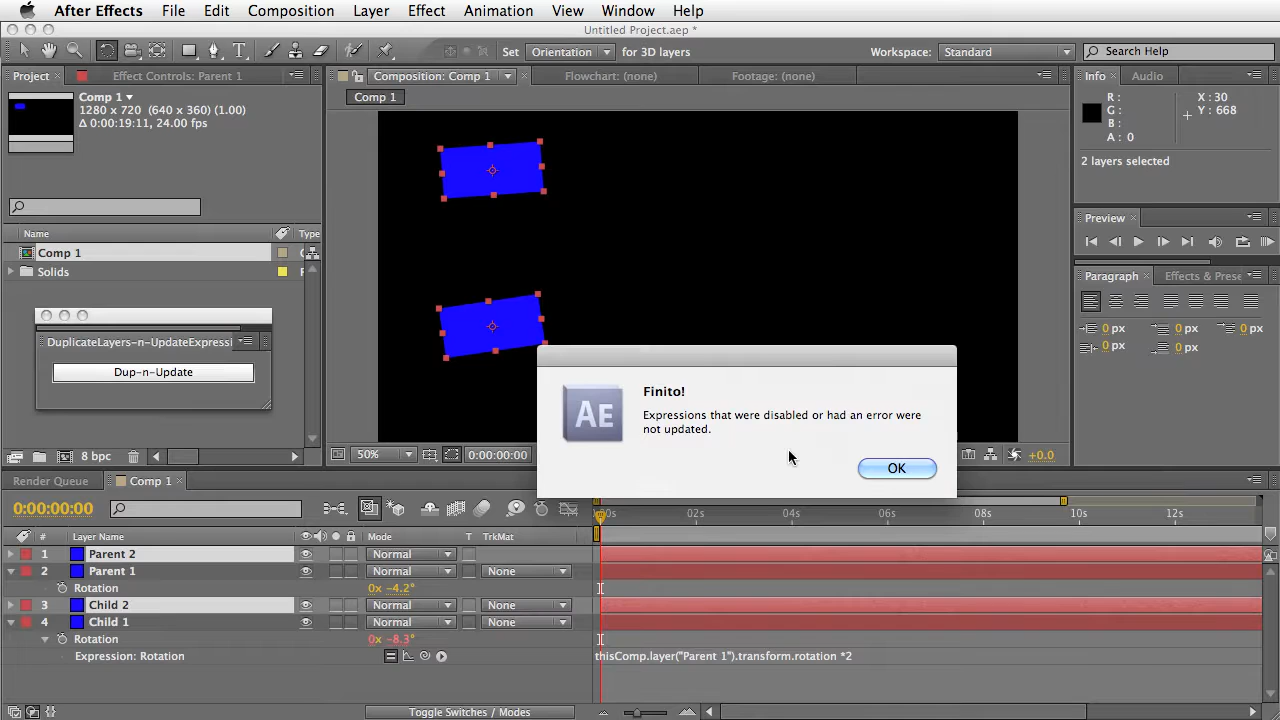 After Effects File Edit Composition Layer Effect Animation View Window Help
Untitled Project.aep *
Set Orientation for 3D layers Workspace: Standard Search Help
Project Effect Controls: Parent 1 Composition: Comp 1 Flowchart: (none) Footage: (none) Info Audio
Comp 1
1280 x 720 (640 x 360) (1.00)
Δ 0:00:19:11, 24.00 fps
Comp 1
R :
G :
B :
A : 0
X : 30
Y : 668
2 layers selected
Name Type
Comp 1
Solids
DuplicateLayers-n-UpdateExpressi
Dup-n-Update
Preview
Paragraph Effects & Prese
0 px 0 px 0 px
0 px 0 px
AE
Finito!
Expressions that were disabled or had an error were
not updated.
OK
8 bpc 50% 0:00:00:00 +0.0
Render Queue Comp 1
0:00:00:00
02s 04s 06s 08s 10s 12s
# Layer Name Mode T TrkMat
1 Parent 2 Normal
2 Parent 1 Normal None
Rotation 0x -4.2°
3 Child 2 Normal None
4 Child 1 Normal None
Rotation 0x -8.3°
Expression: Rotation thisComp.layer("Parent 1").transform.rotation *2
Toggle Switches / Modes